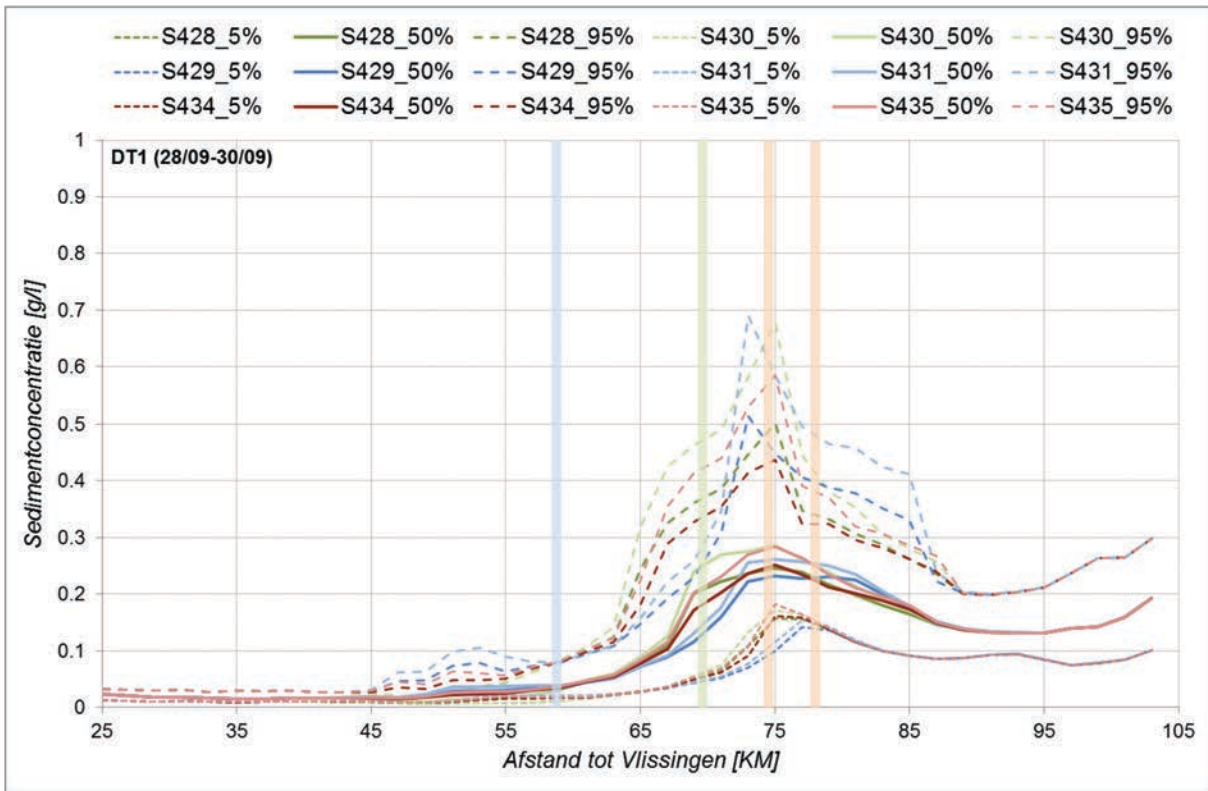 S428_5% S428_50% S428_95% S430_5% S430_50% S430_95%
S429_5% S429_50% S429_95% S431_5% S431_50% S431_95%
S434_5% S434_50% S434_95% S435_5% S435_50% S435_95%
DT1 (28/09-30/09)
1
0.9
0.8
0.7
0.6
0.5
0.4
0.3
0.2
0.1
0
Sedimentconcentratie [g/l]
25 35 45 55 65 75 85 95 105
Afstand tot Vlissingen [KM]